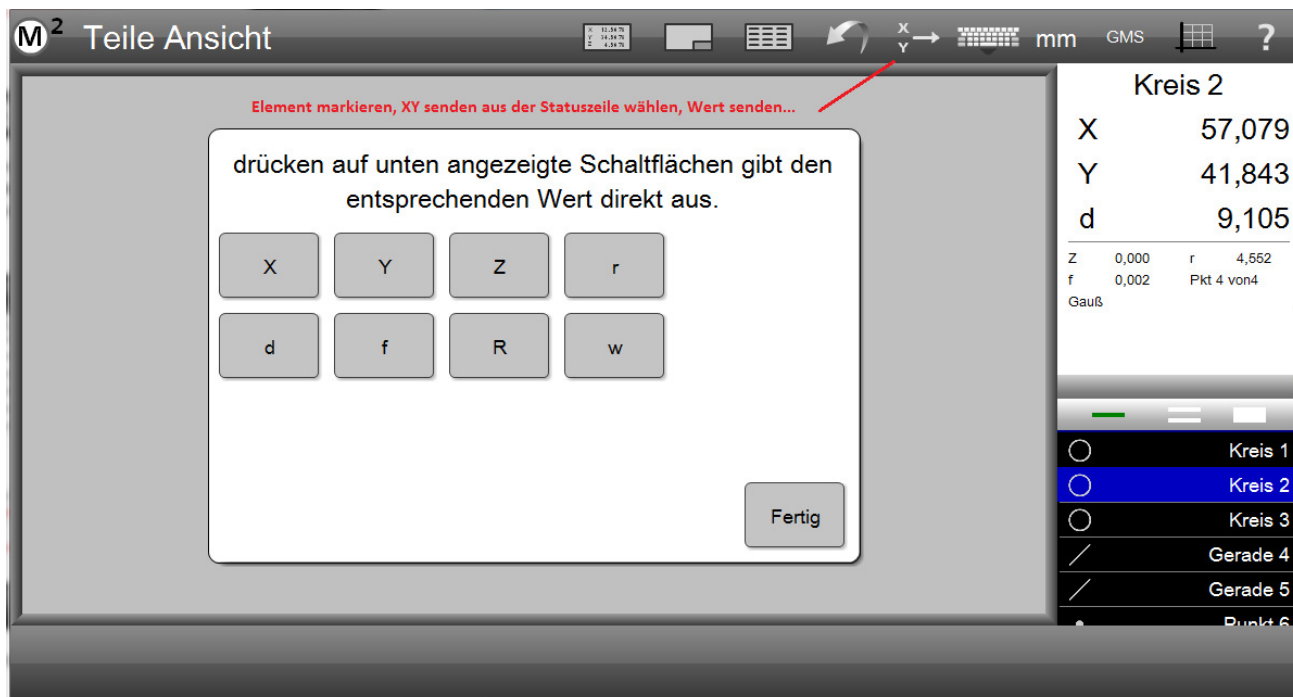 M² Teile Ansicht
X Y mm GMS ?
Element markieren, XY senden aus der Statuszeile wählen, Wert senden...
drücken auf unten angezeigte Schaltflächen gibt den
entsprechenden Wert direkt aus.
X Y Z r
d f R w
Fertig
Kreis 2
X 57,079
Y 41,843
d 9,105
Z 0,000 r 4,552
f 0,002 Pkt 4 von4
Gauß
Kreis 1
Kreis 2
Kreis 3
Gerade 4
Gerade 5
Punkt 6